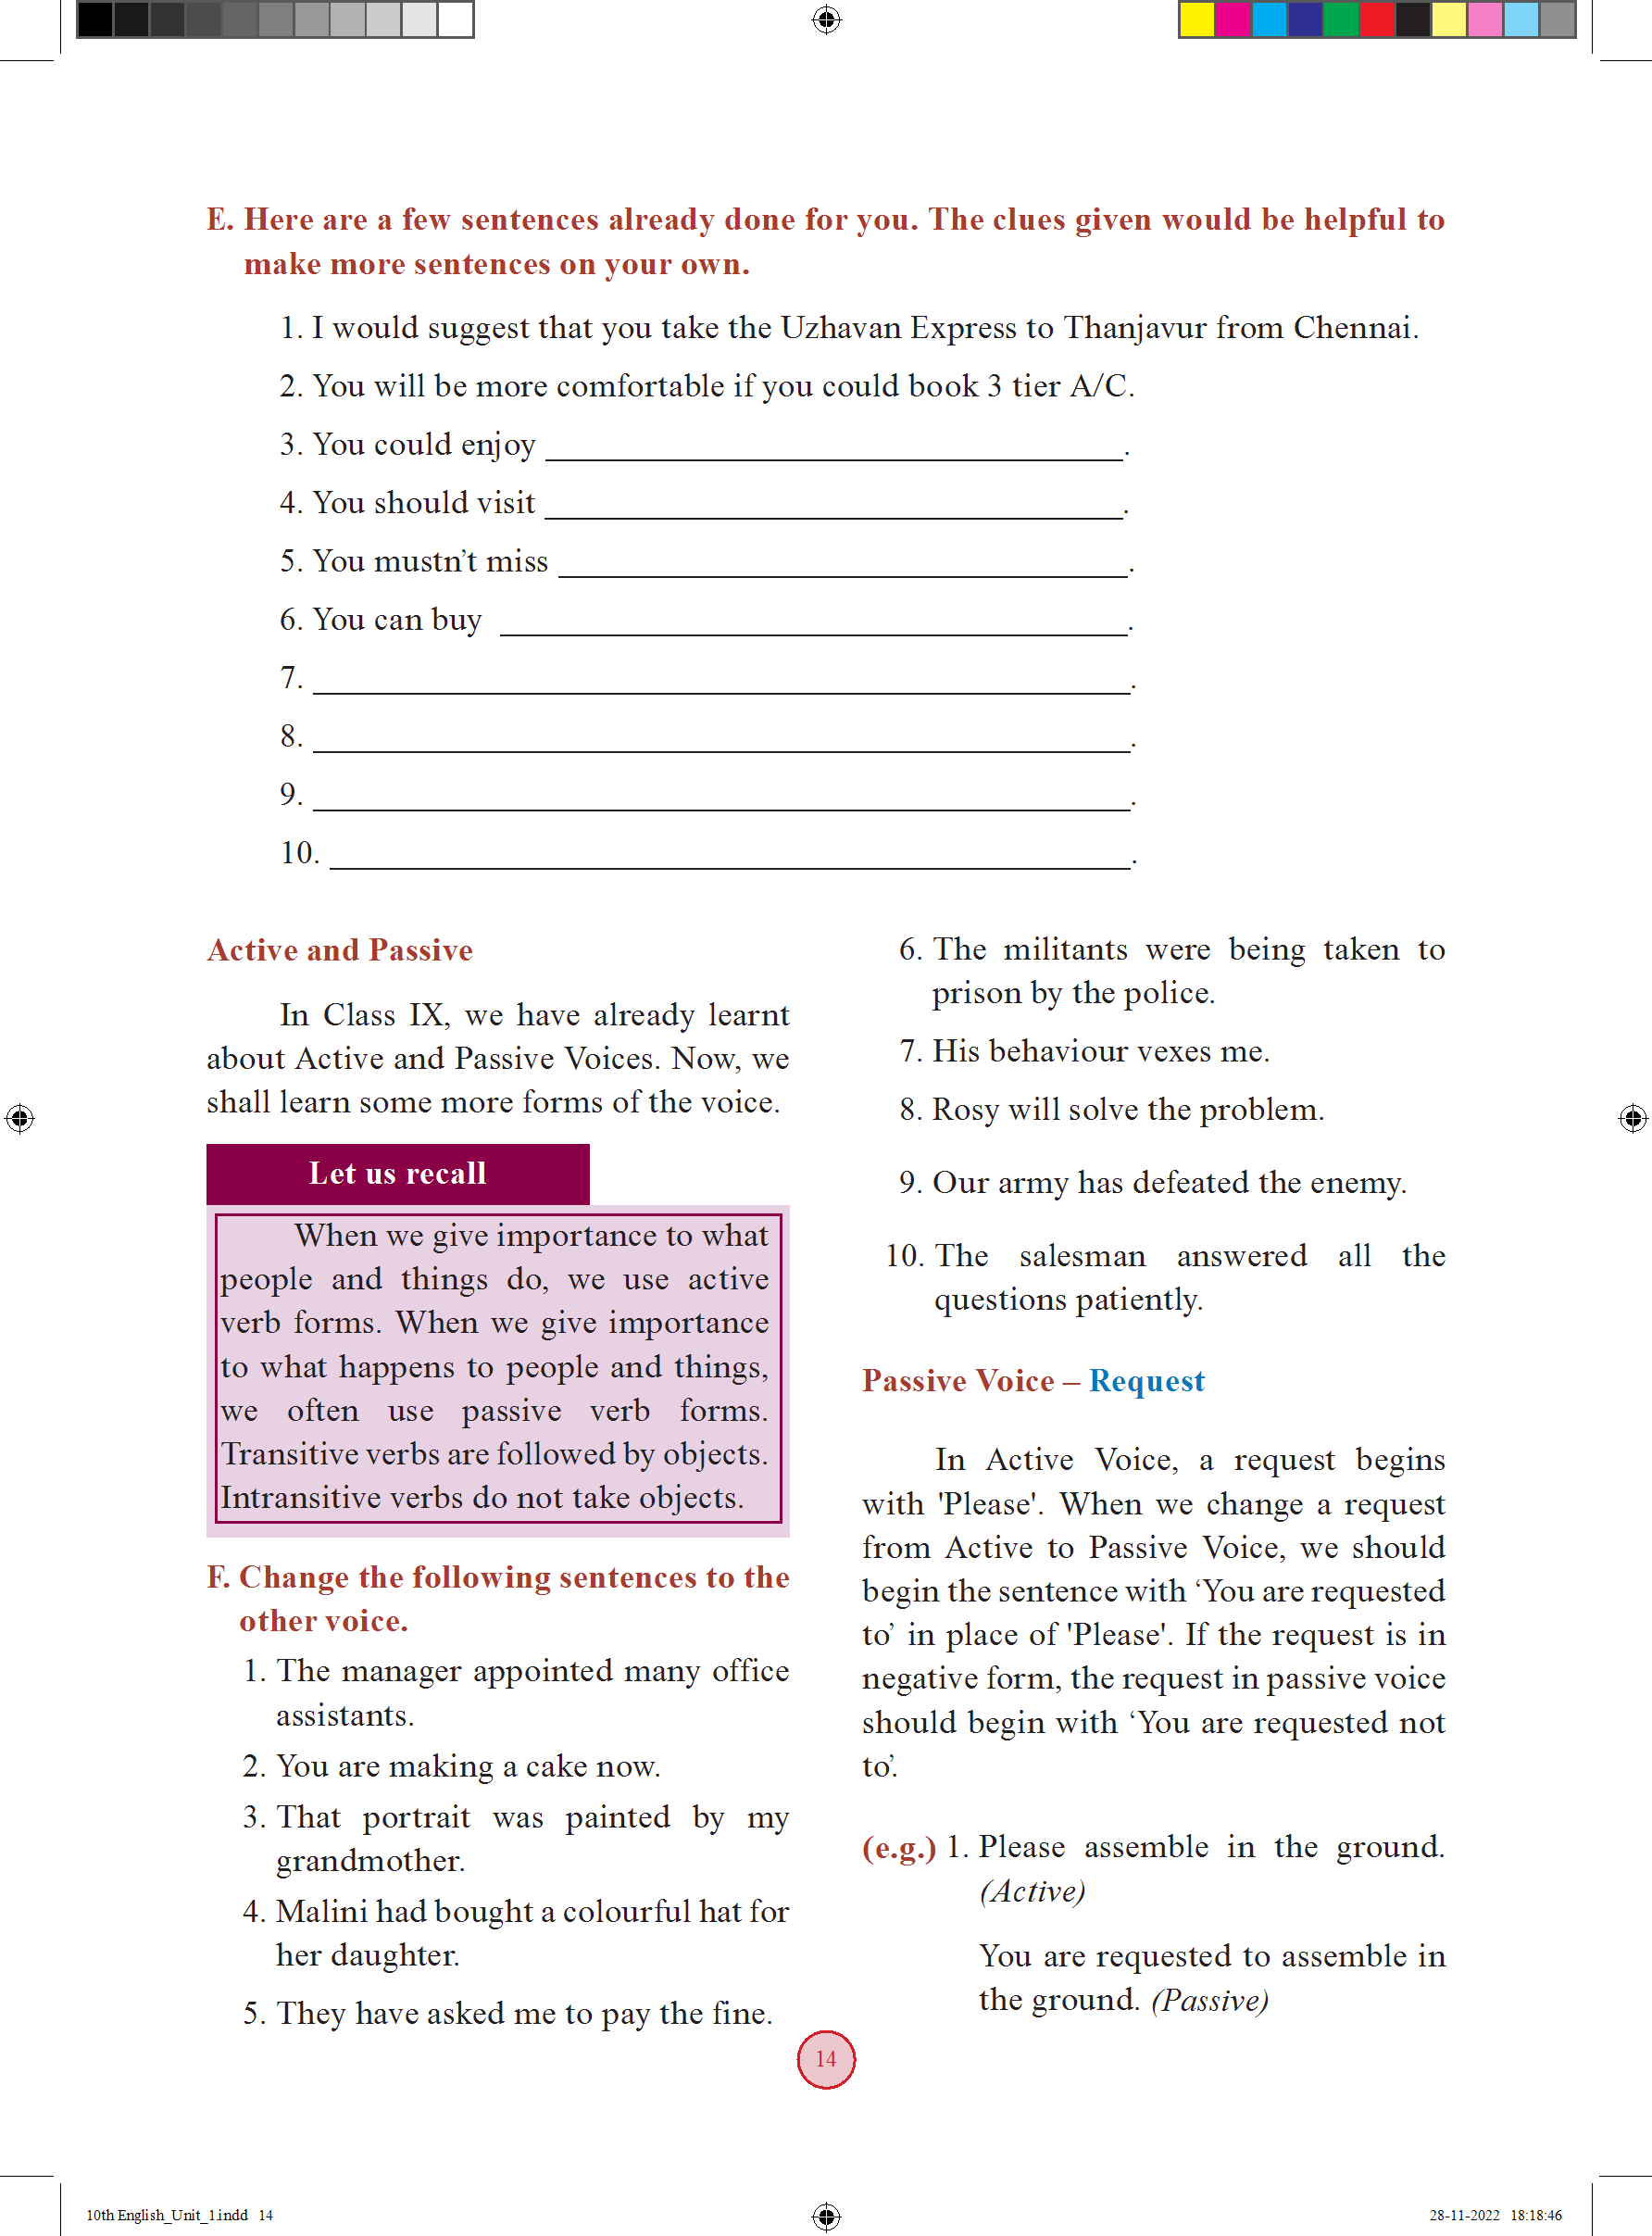 E. Here are a few sentences already done for you. The clues given would be helpful to
make more sentences on your own.
1. I would suggest that you take the Uzhavan Express to Thanjavur from Chennai.
2. You will be more comfortable if you could book 3 tier A/C.
3. You could enjoy ____________________.
4. You should visit ____________________.
5. You mustn’t miss ____________________.
6. You can buy ____________________.
7. ____________________.
8. ____________________.
9. ____________________.
10. ____________________.
Active and Passive
In Class IX, we have already learnt
about Active and Passive Voices. Now, we
shall learn some more forms of the voice.
Let us recall
When we give importance to what
people and things do, we use active
verb forms. When we give importance
to what happens to people and things,
we often use passive verb forms.
Transitive verbs are followed by objects.
Intransitive verbs do not take objects.
F. Change the following sentences to the
other voice.
1. The manager appointed many office
assistants.
2. You are making a cake now.
3. That portrait was painted by my
grandmother.
4. Malini had bought a colourful hat for
her daughter.
5. They have asked me to pay the fine.
6. The militants were being taken to
prison by the police.
7. His behaviour vexes me.
8. Rosy will solve the problem.
9. Our army has defeated the enemy.
10. The salesman answered all the
questions patiently.
Passive Voice – Request
In Active Voice, a request begins
with 'Please'. When we change a request
from Active to Passive Voice, we should
begin the sentence with ‘You are requested
to’ in place of 'Please'. If the request is in
negative form, the request in passive voice
should begin with ‘You are requested not
to’.
(e.g.) 1. Please assemble in the ground.
(Active)
You are requested to assemble in
the ground. (Passive)
14
10th English_Unit_1.indd 14
28-11-2022 18:18:46